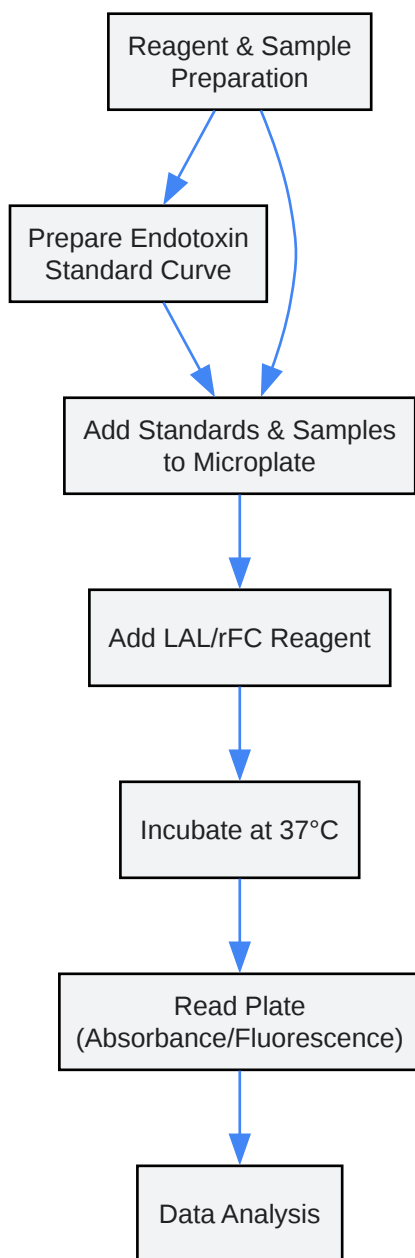 Reagent & Sample
Preparation
Prepare Endotoxin
Standard Curve
Add Standards & Samples
to Microplate
Add LAL/rFC Reagent
Incubate at 37°C
Read Plate
(Absorbance/Fluorescence)
Data Analysis